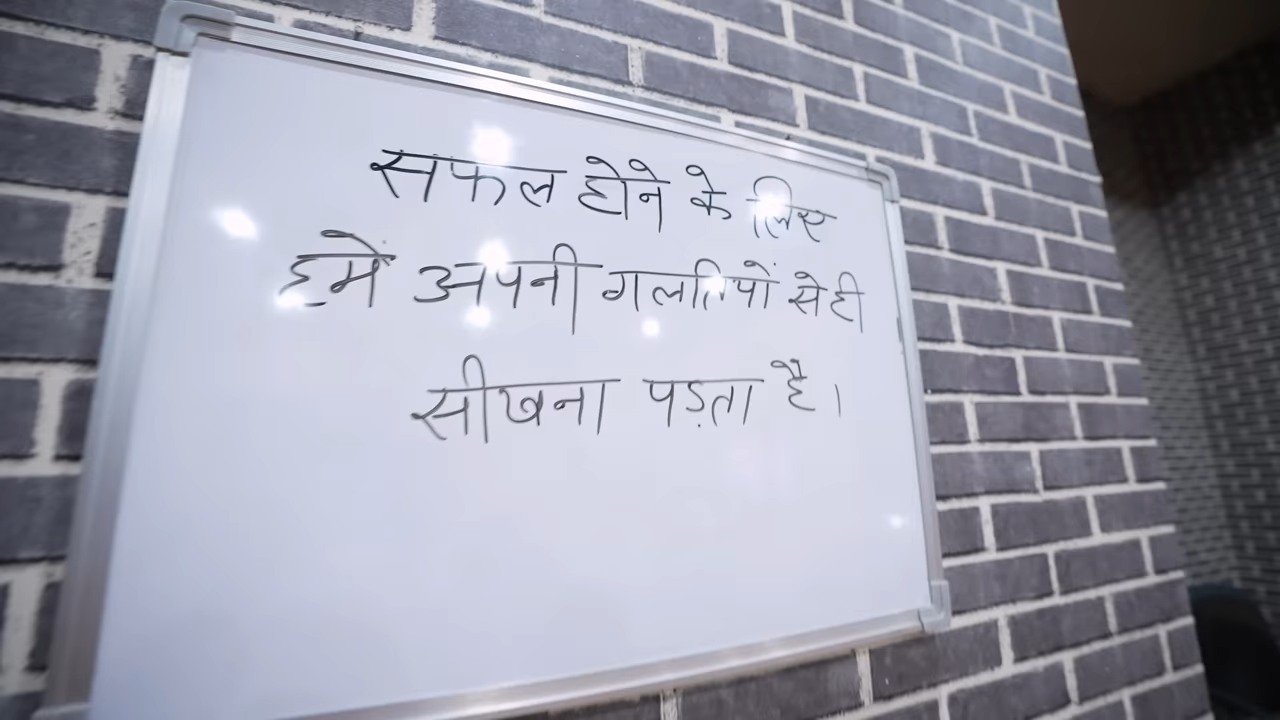 सफल होने के लिए
हमें अपनी गलतियों से ही
सीखना पड़ता है।